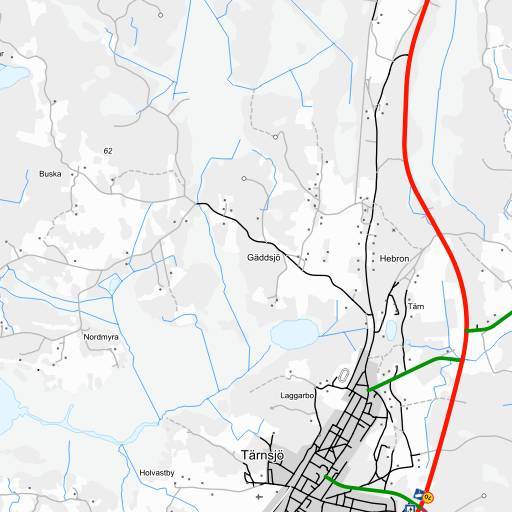 62
Buska
Gäddsjö
Hebron
Tärn
Nordmyra
Laggarbo
Tärnsjö
Holvastby